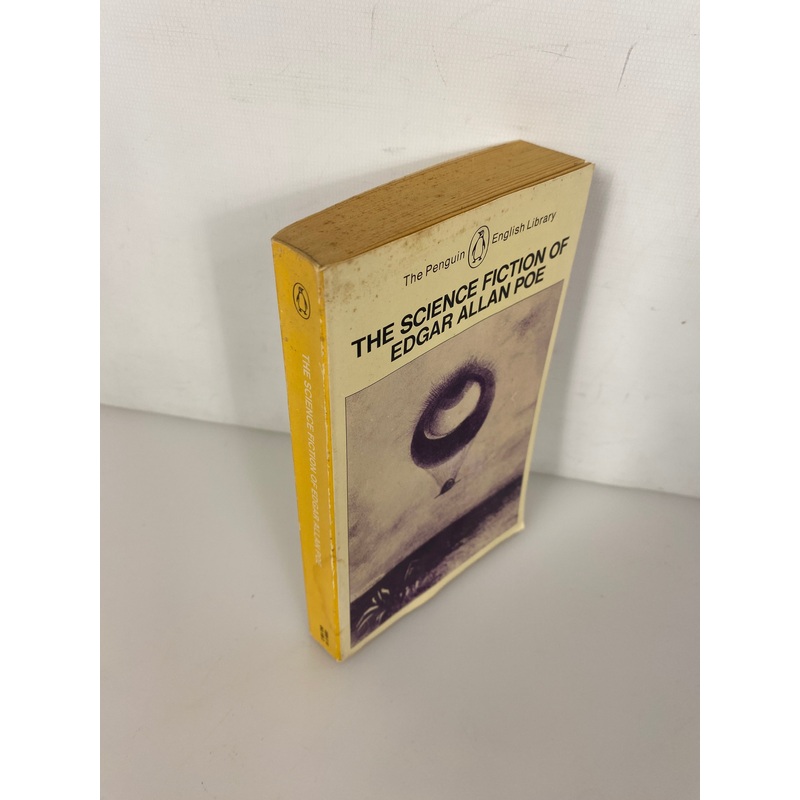 The Penguin English Library
THE SCIENCE FICTION OF
EDGAR ALLAN POE
THE SCIENCE FICTION OF EDGAR ALLAN POE